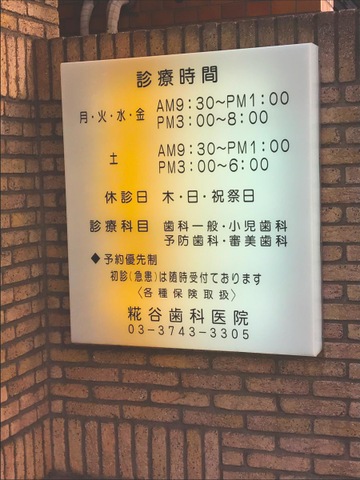 診療時間
月・火・水・金 AM9:30〜PM1:00
PM3:00〜8:00
土 AM9:30〜PM1:00
PM3:00〜6:00
休診日 木・日・祝祭日
診療科目 歯科一般・小児歯科
予防歯科・審美歯科
◆予約優先制
初診(急患)は随時受付ております
〈各種保険取扱〉
糀谷歯科医院
03-3743-3305